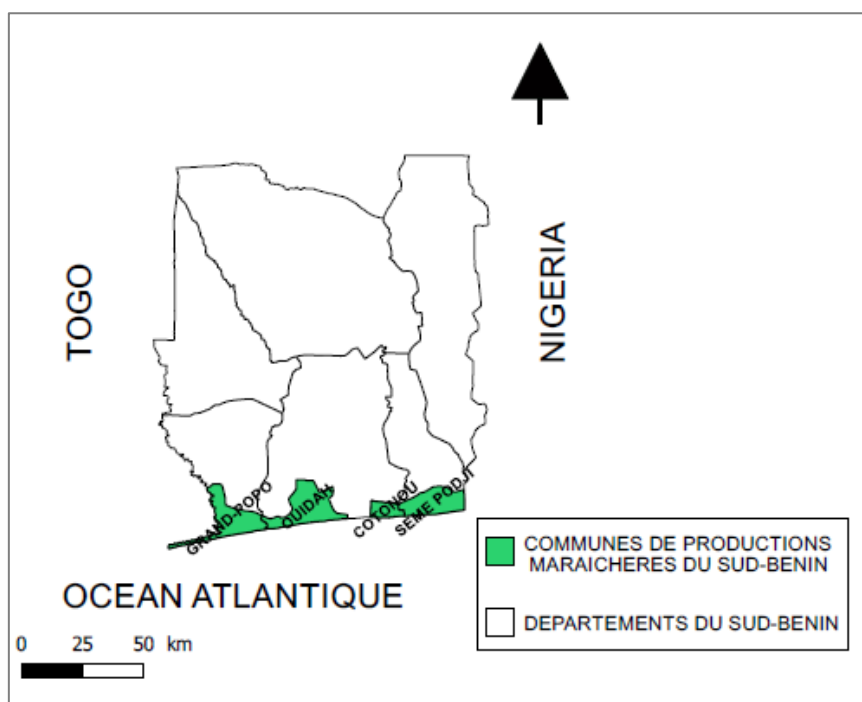 TOGO
NIGERIA
GRAND-POPO
OUIDAH
COTONOU
SEME PODJI
OCEAN ATLANTIQUE
0 25 50 km
COMMUNES DE PRODUCTIONS
MARAICHERES DU SUD-BENIN
DEPARTEMENTS DU SUD-BENIN